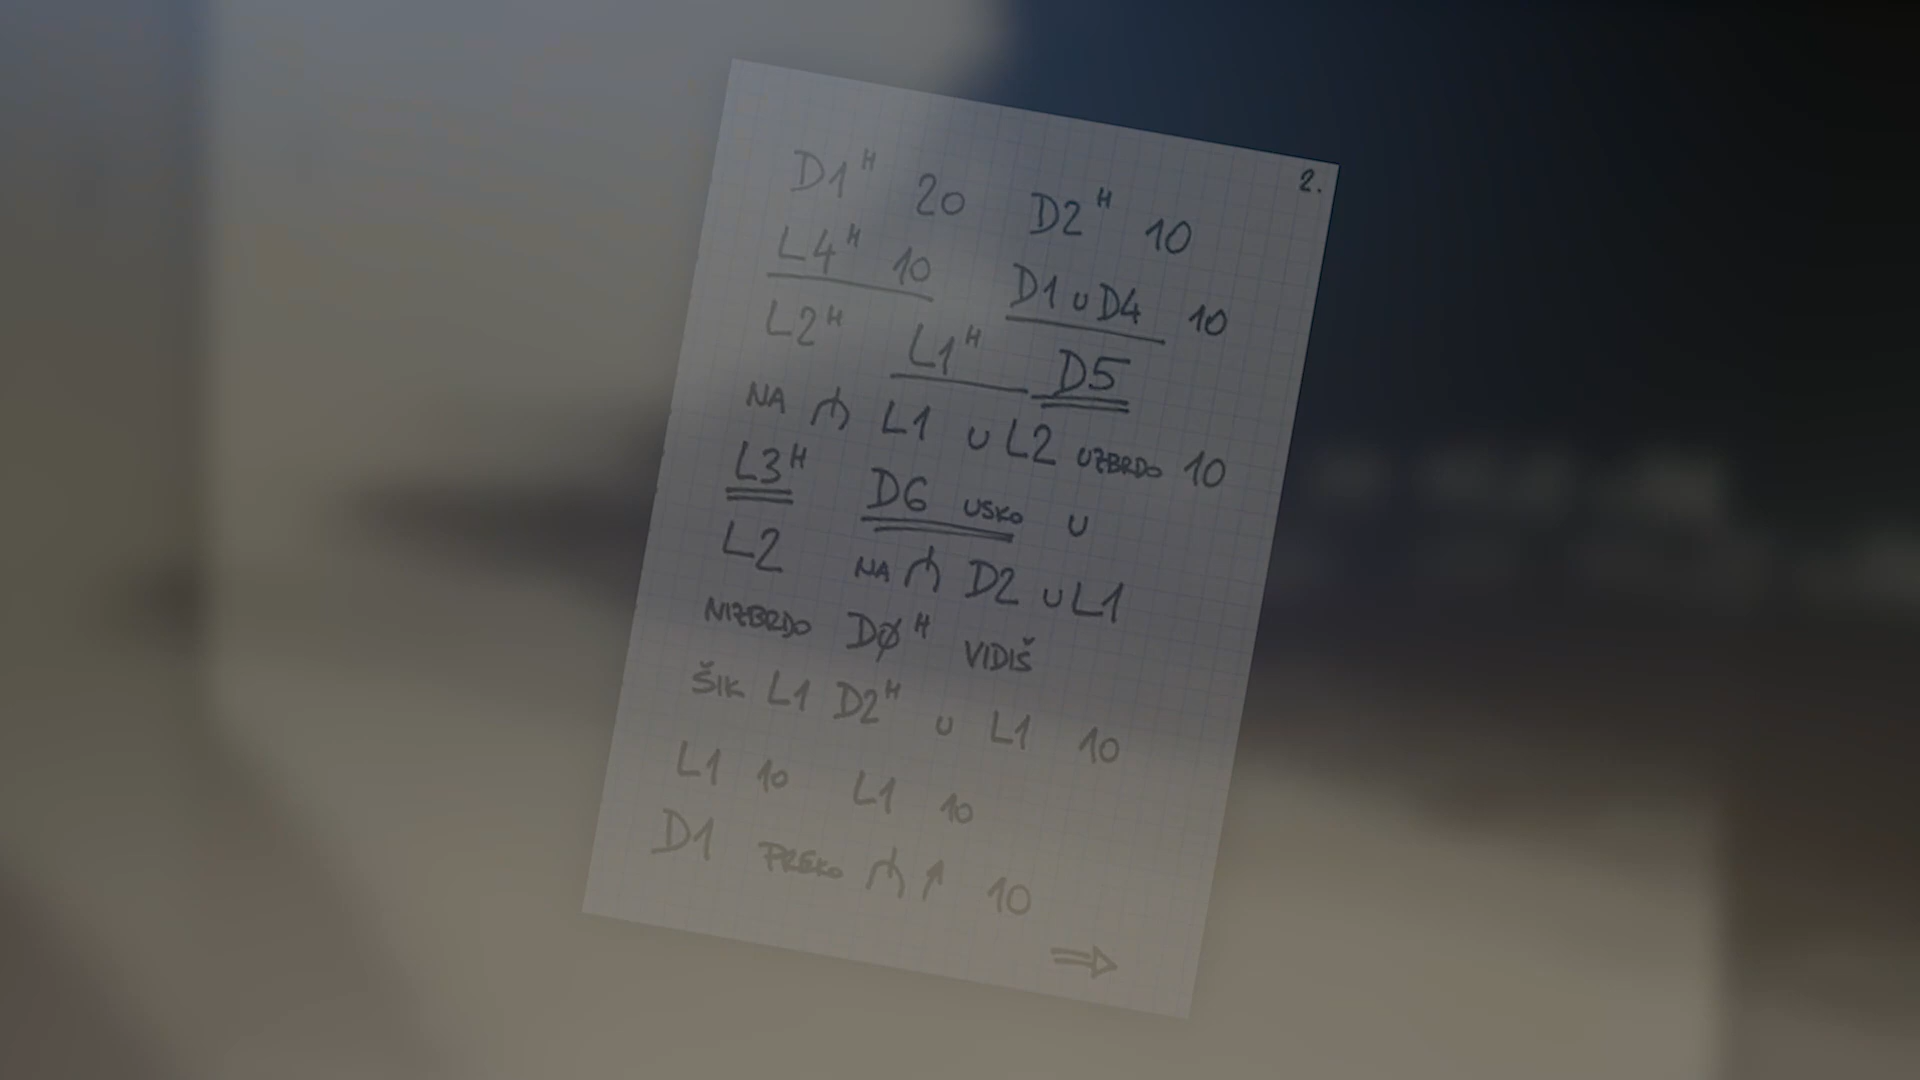 2.
D1ᴴ 20 D2ᴴ 10
L4ᴴ 10 D1 U D4 10
L2ᴴ L1ᴴ D5
NA L1 U L2 UZBRDO 10
L3ᴴ D6 USKO U
L2 NA D2 U L1
NIZBRDO DØᴴ VIDIŠ
ŠIK L1 D2ᴴ U L1 10
L1 10 L1 10
D1 PREKO ↑ 10
⇒